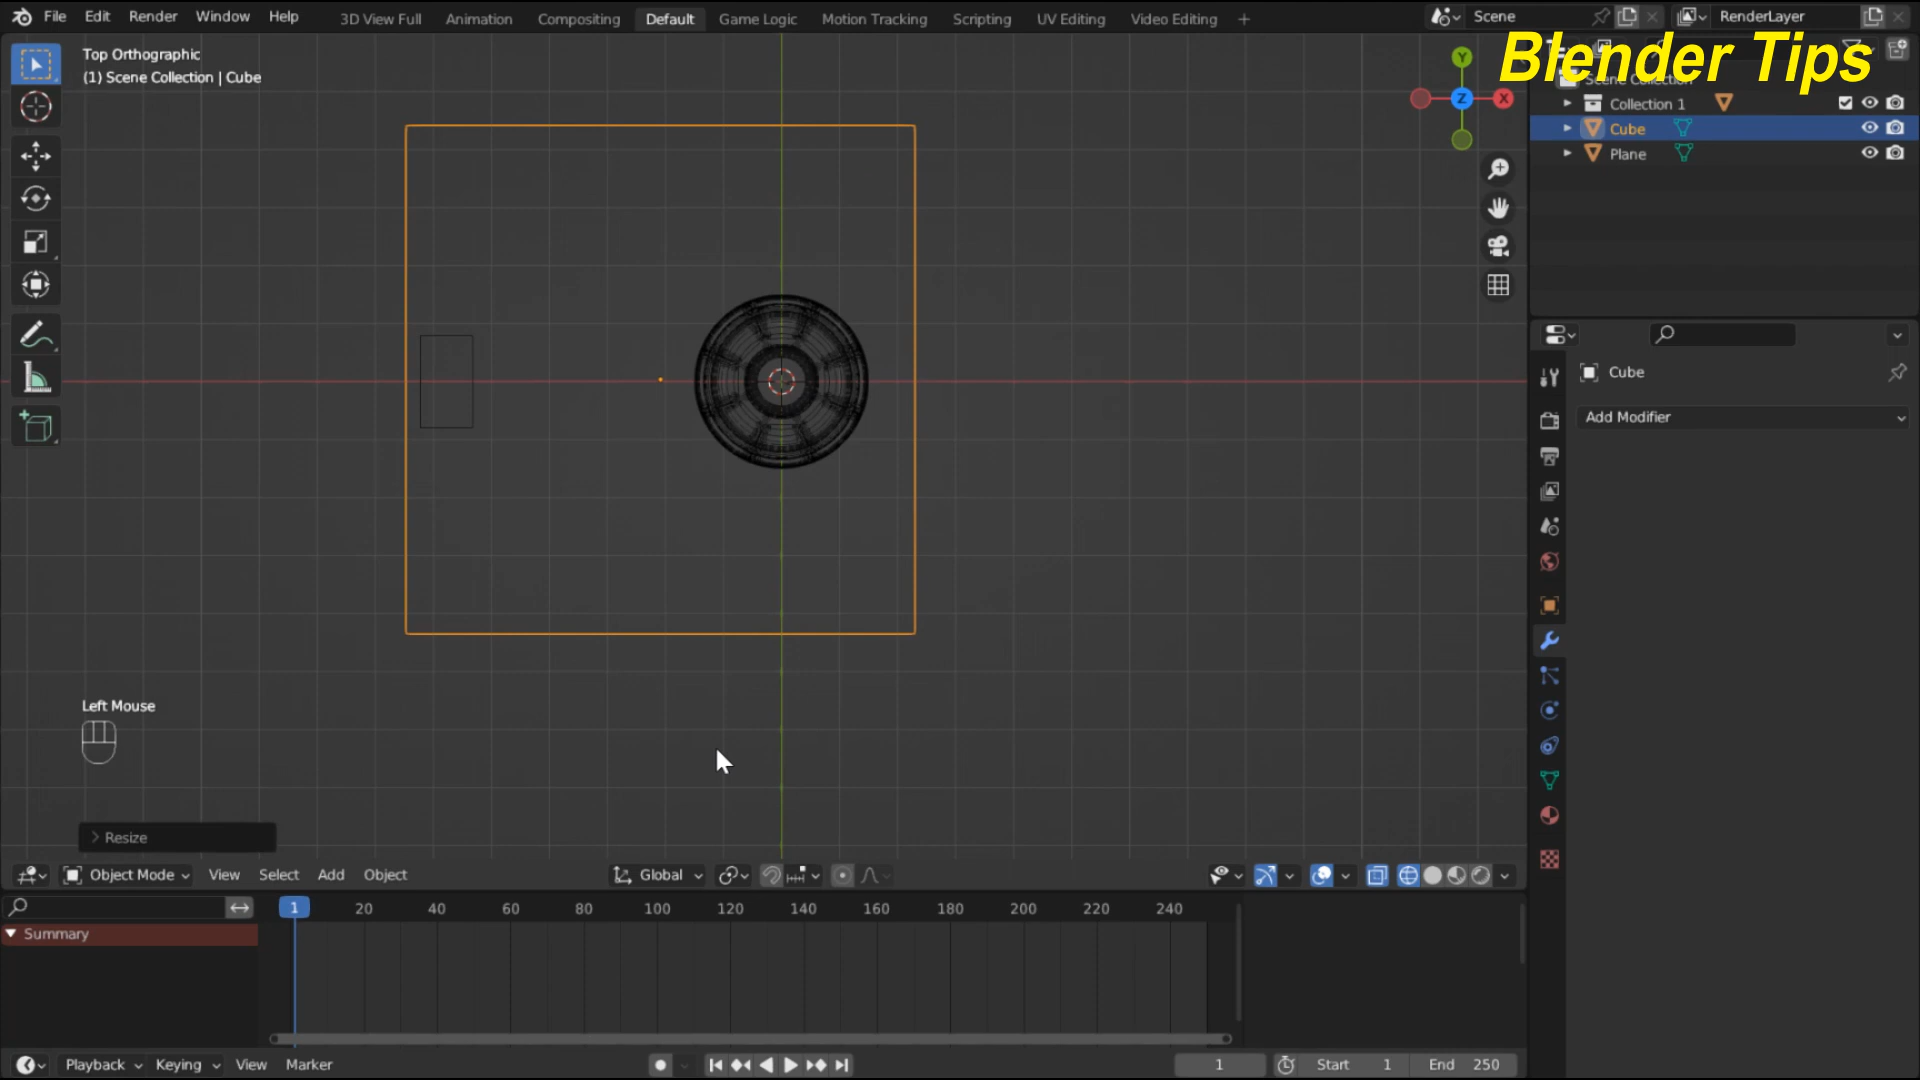 File Edit Render Window Help 3D View Full Animation Compositing Default Game Logic Motion Tracking Scripting UV Editing Video Editing Scene RenderLayer
Blender Tips
Top Orthographic
(1) Scene Collection | Cube
Y
Z
X
Scene Collection
Collection 1
Cube
Plane
Cube
Add Modifier
Left Mouse
Resize
Object Mode View Select Add Object Global
1 20 40 60 80 100 120 140 160 180 200 220 240
Summary
Playback Keying View Marker 1 Start 1 End 250